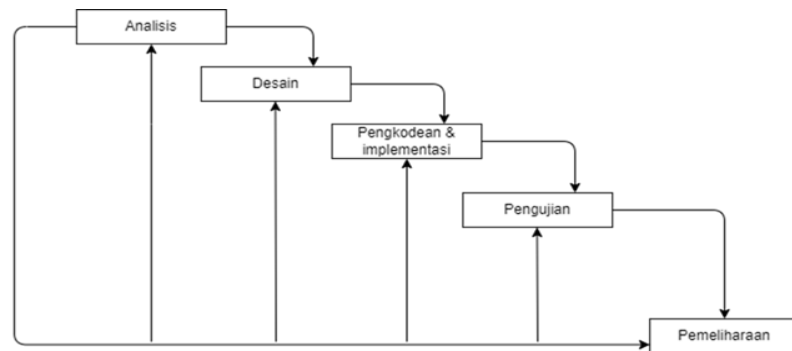 Analisis
Desain
Pengkodean &
implementasi
Pengujian
Pemeliharaan